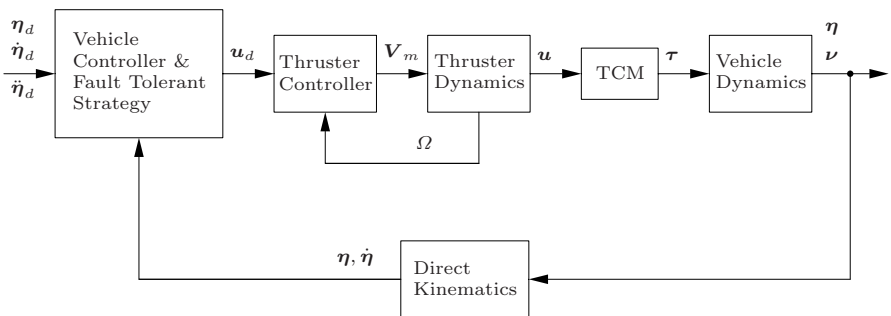 η_d
η̇_d
η̈_d
Vehicle
Controller &
Fault Tolerant
Strategy
u_d
Thruster
Controller
V_m
Thruster
Dynamics
u
TCM
τ
Vehicle
Dynamics
η
ν
Ω
η, η̇
Direct
Kinematics